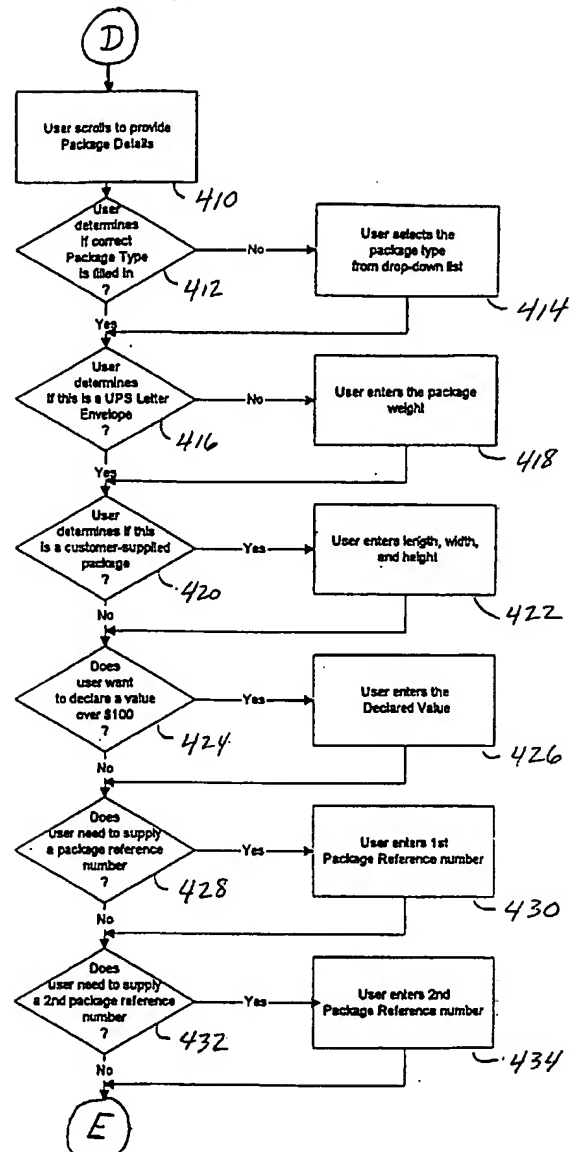 D
User scrolls to provide
Package Details
410
User
determines
if correct
Package Type
is filled in
?
412
No
User selects the
package type
from drop-down list
414
Yes
User
determines
if this is a UPS Letter
Envelope
?
416
No
User enters the package
weight
418
Yes
User
determines if this
is a customer-supplied
package
?
420
Yes
User enters length, width,
and height
422
No
Does
user want
to declare a value
over $100
?
424
Yes
User enters the
Declared Value
426
No
Does
user need to supply
a package reference
number
?
428
Yes
User enters 1st
Package Reference number
430
No
Does
user need to supply
a 2nd package reference
number
?
432
Yes
User enters 2nd
Package Reference number
434
No
E